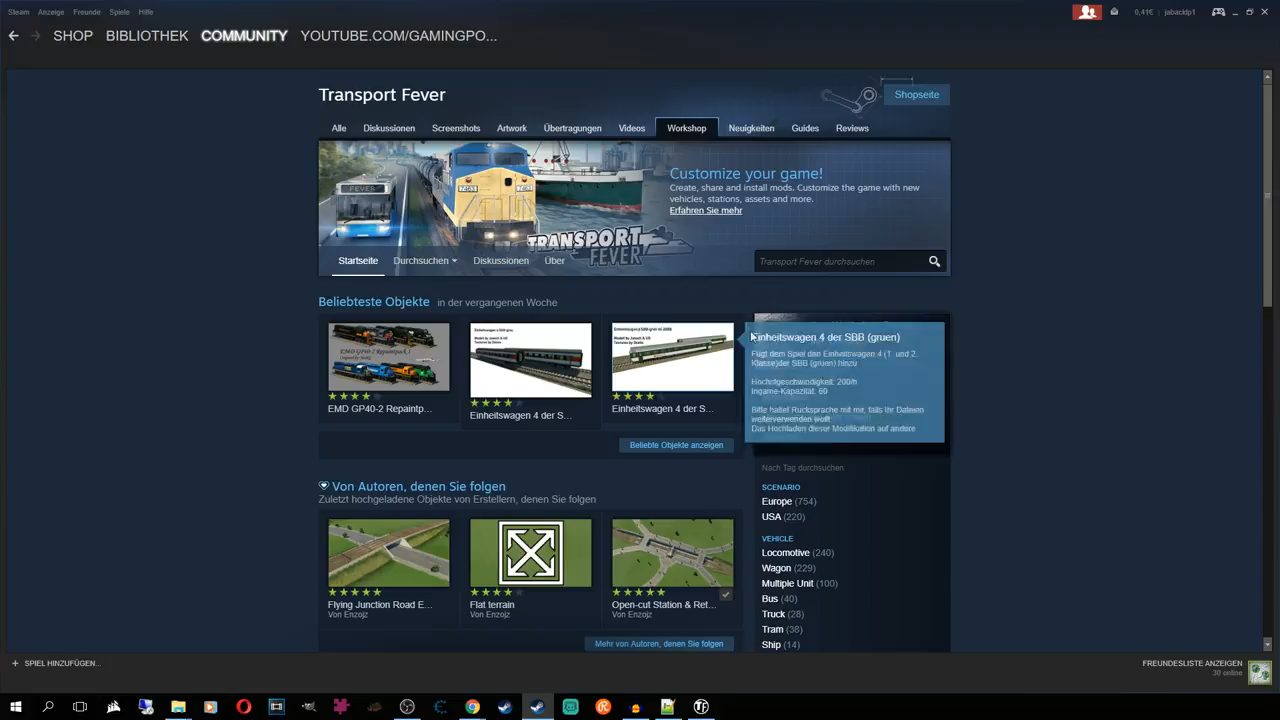 Steam Anzeige Freunde Spiele Hilfe
0,41€ jabacklp1
SHOP BIBLIOTHEK COMMUNITY YOUTUBE.COM/GAMINGPO...
Transport Fever
Shopseite
Alle Diskussionen Screenshots Artwork Übertragungen Videos Workshop Neuigkeiten Guides Reviews
Customize your game!
Create, share and install mods. Customize the game with new
vehicles, stations, assets and more.
Erfahren Sie mehr
FEVER
7463 7463
TRANSPORT
FEVER
Startseite Durchsuchen Diskussionen Über
Transport Fever durchsuchen
Beliebteste Objekte in der vergangenen Woche
EMD GP40-2 Repaintp...
Einheitswagen 4 der S...
Einheitswagen 4 der S...
Einheitswagen 4 der SBB (gruen)
Fügt dem Spiel den Einheitswagen 4 (1. und 2.
Klasse)der SBB (gruen) hinzu
Höchstgeschwindigkeit: 200/h
Ingame-Kapazität: 60
Bitte haltet Rücksprache mit mir, falls ihr Dateien
weiterverwenden wollt.
Das Hochladen dieser Modifikation auf andere
Beliebte Objekte anzeigen
Von Autoren, denen Sie folgen
Zuletzt hochgeladene Objekte von Erstellern, denen Sie folgen
Flying Junction Road E...
Von Enzojz
Flat terrain
Von Enzojz
Open-cut Station & Ret...
Von Enzojz
Mehr von Autoren, denen Sie folgen
Nach Tag durchsuchen
SCENARIO
Europe (754)
USA (220)
VEHICLE
Locomotive (240)
Wagon (229)
Multiple Unit (100)
Bus (40)
Truck (28)
Tram (38)
Ship (14)
+ SPIEL HINZUFÜGEN...
FREUNDESLISTE ANZEIGEN
30 online